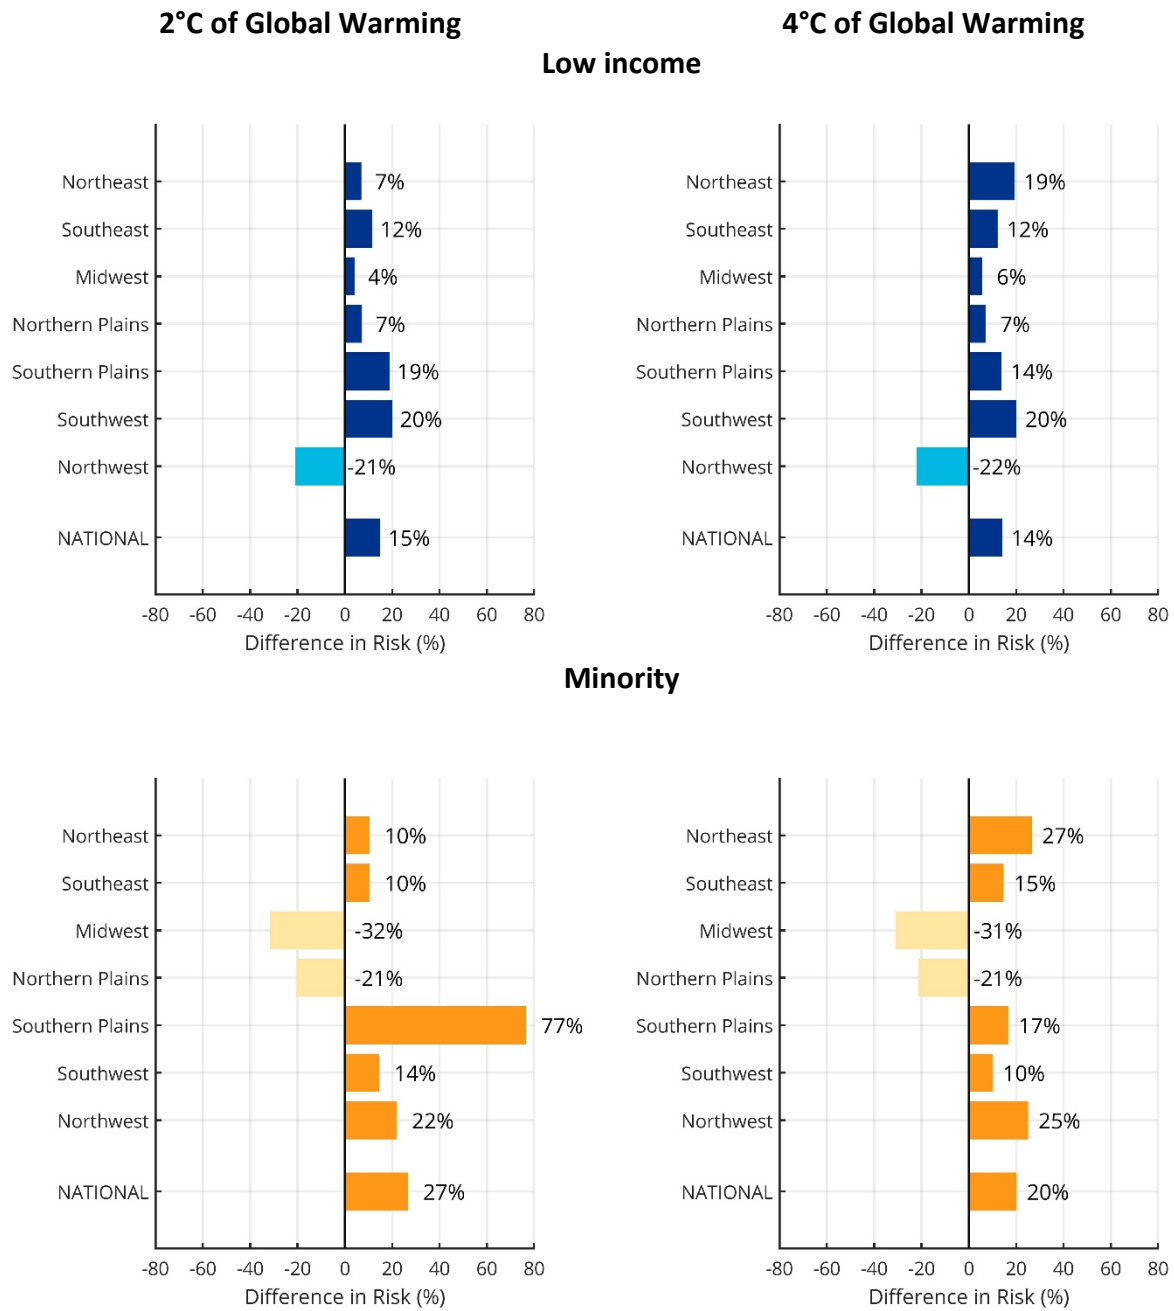 2°C of Global Warming
4°C of Global Warming
Low income
Northeast
7%
Southeast
12%
Midwest
4%
Northern Plains
7%
Southern Plains
19%
Southwest
20%
Northwest
-21%
NATIONAL
15%
-80 -60 -40 -20 0 20 40 60 80
Difference in Risk (%)
Northeast
19%
Southeast
12%
Midwest
6%
Northern Plains
7%
Southern Plains
14%
Southwest
20%
Northwest
-22%
NATIONAL
14%
-80 -60 -40 -20 0 20 40 60 80
Difference in Risk (%)
Minority
Northeast
10%
Southeast
10%
Midwest
-32%
Northern Plains
-21%
Southern Plains
77%
Southwest
14%
Northwest
22%
NATIONAL
27%
-80 -60 -40 -20 0 20 40 60 80
Difference in Risk (%)
Northeast
27%
Southeast
15%
Midwest
-31%
Northern Plains
-21%
Southern Plains
17%
Southwest
10%
Northwest
25%
NATIONAL
20%
-80 -60 -40 -20 0 20 40 60 80
Difference in Risk (%)